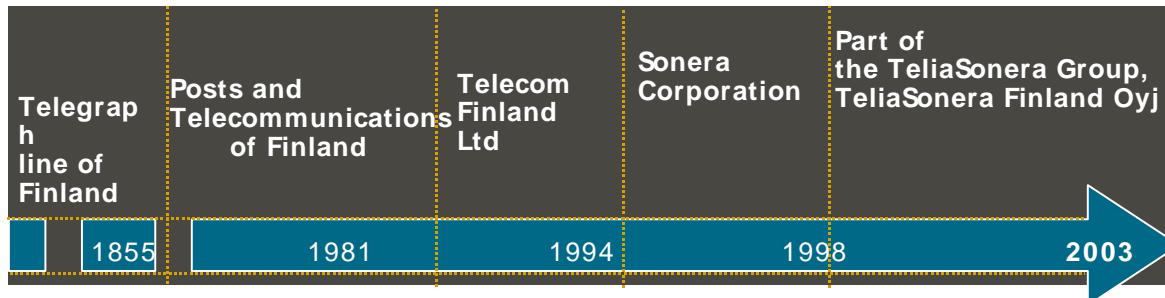 Telegrap
h
line of
Finland
Posts and
Telecommunications
of Finland
Telecom
Finland
Ltd
Sonera
Corporation
Part of
the TeliaSonera Group,
TeliaSonera Finland Oyj
1855
1981
1994
1998
2003